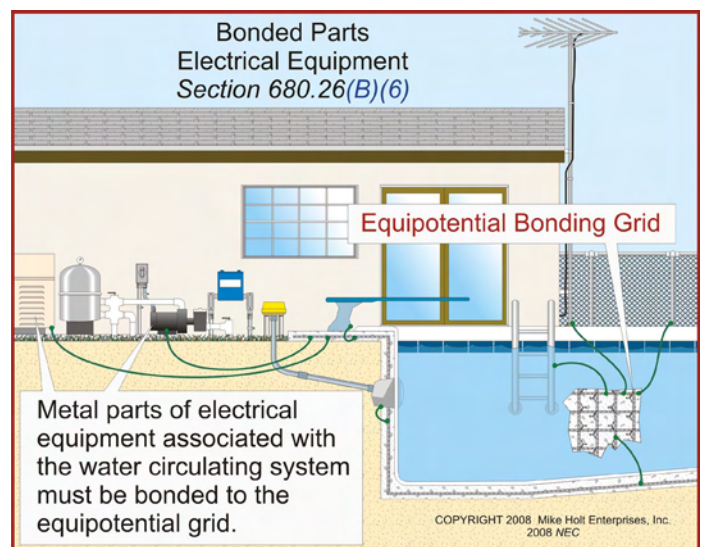 Bonded Parts
Electrical Equipment
Section 680.26(B)(6)
Equipotential Bonding Grid
Metal parts of electrical
equipment associated with
the water circulating system
must be bonded to the
equipotential grid.
COPYRIGHT 2008 Mike Holt Enterprises, Inc.
2008 NEC